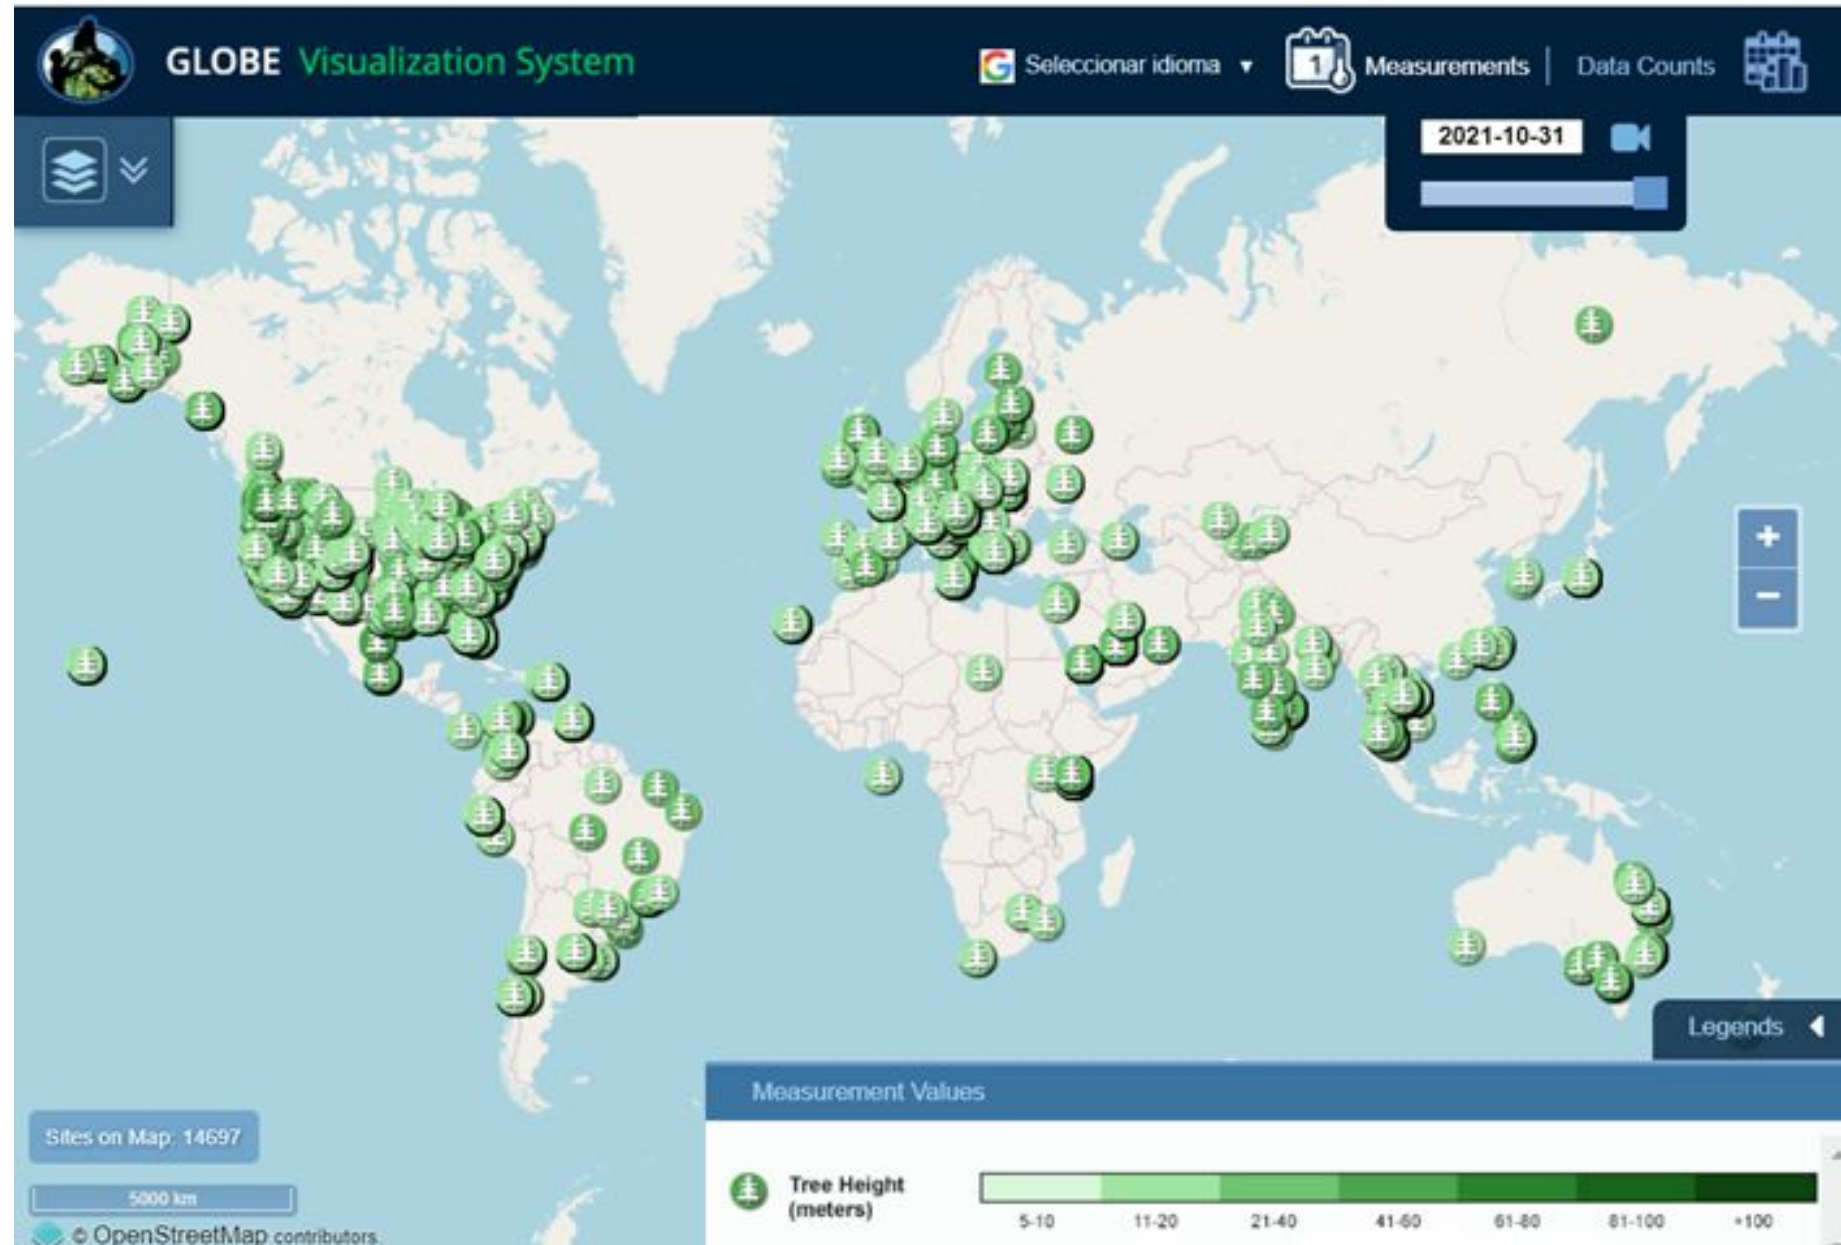 GLOBE Visualization System
Seleccionar idioma ▼
1
Measurements | Data Counts
2021-10-31
+
−
Legends
Measurement Values
Sites on Map: 14697
5000 km
© OpenStreetMap contributors.
Tree Height
(meters)
5-10 11-20 21-40 41-60 61-80 81-100 +100